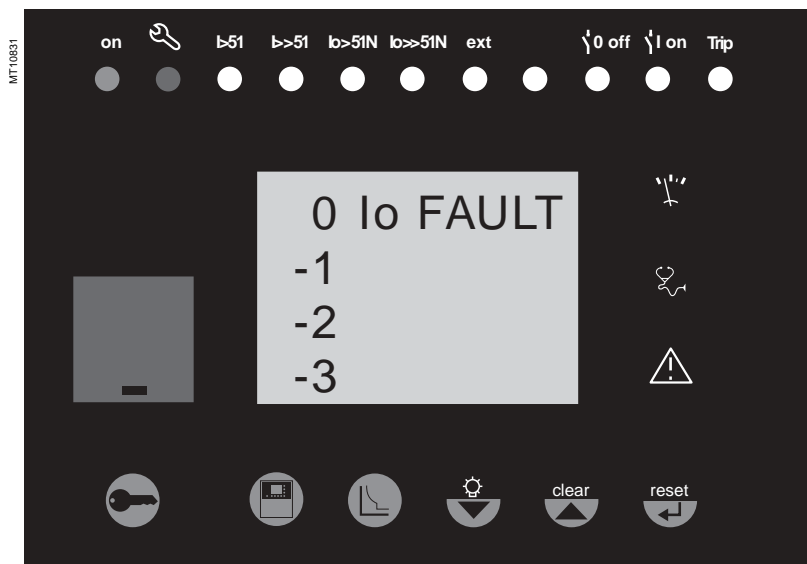 MT10831
on I>51 I>>51 Io>51N Io>>51N ext 0 off I on Trip
0 Io FAULT
-1
-2
-3
clear reset